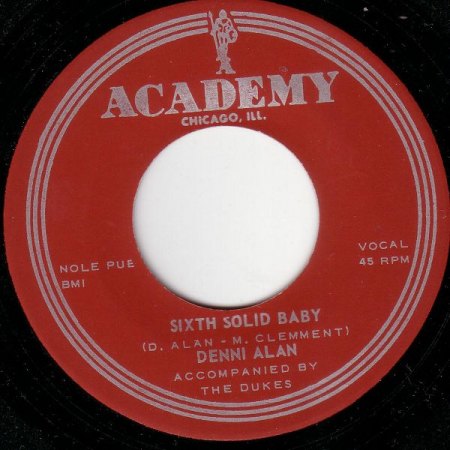 ACADEMY
CHICAGO, ILL.
NOLE PUB
BMI
VOCAL
45 RPM
SIXTH SOLID BABY
(D. ALAN - M. CLEMMENT)
DENNI ALAN
ACCOMPANIED BY
THE DUKES